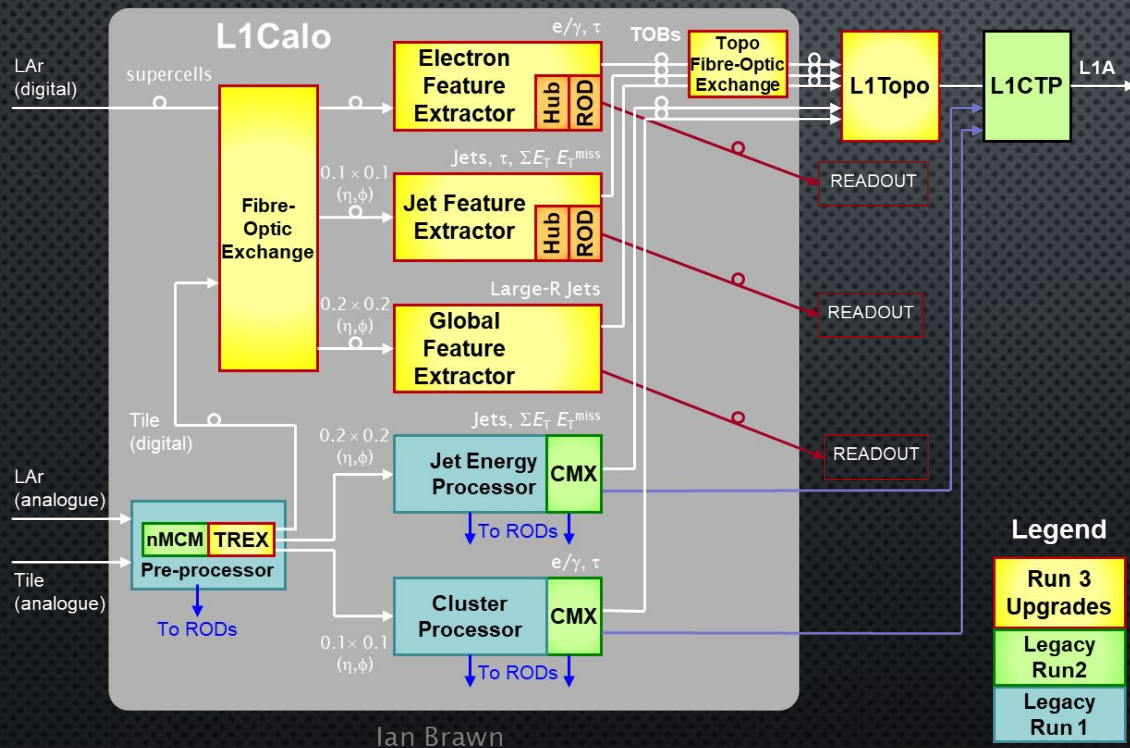 L1Calo
LAr
(digital)
supercells
e/γ, τ
Electron
Feature
Extractor
Hub
ROD
TOBs
Topo
Fibre-Optic
Exchange
L1Topo
L1CTP
L1A
READOUT
Fibre-
Optic
Exchange
0.1 × 0.1
(η,ϕ)
Jets, τ, ΣE_T E_T^miss
Jet Feature
Extractor
Hub
ROD
READOUT
0.2 × 0.2
(η,ϕ)
Large-R Jets
Global
Feature
Extractor
READOUT
Tile
(digital)
0.2 × 0.2
(η,ϕ)
Jets, ΣE_T E_T^miss
Jet Energy
Processor
CMX
To RODs
LAr
(analogue)
nMCM
TREX
Pre-processor
Tile
(analogue)
To RODs
0.1 × 0.1
(η,ϕ)
e/γ, τ
Cluster
Processor
CMX
To RODs
Legend
Run 3
Upgrades
Legacy
Run2
Legacy
Run 1
Ian Brawn